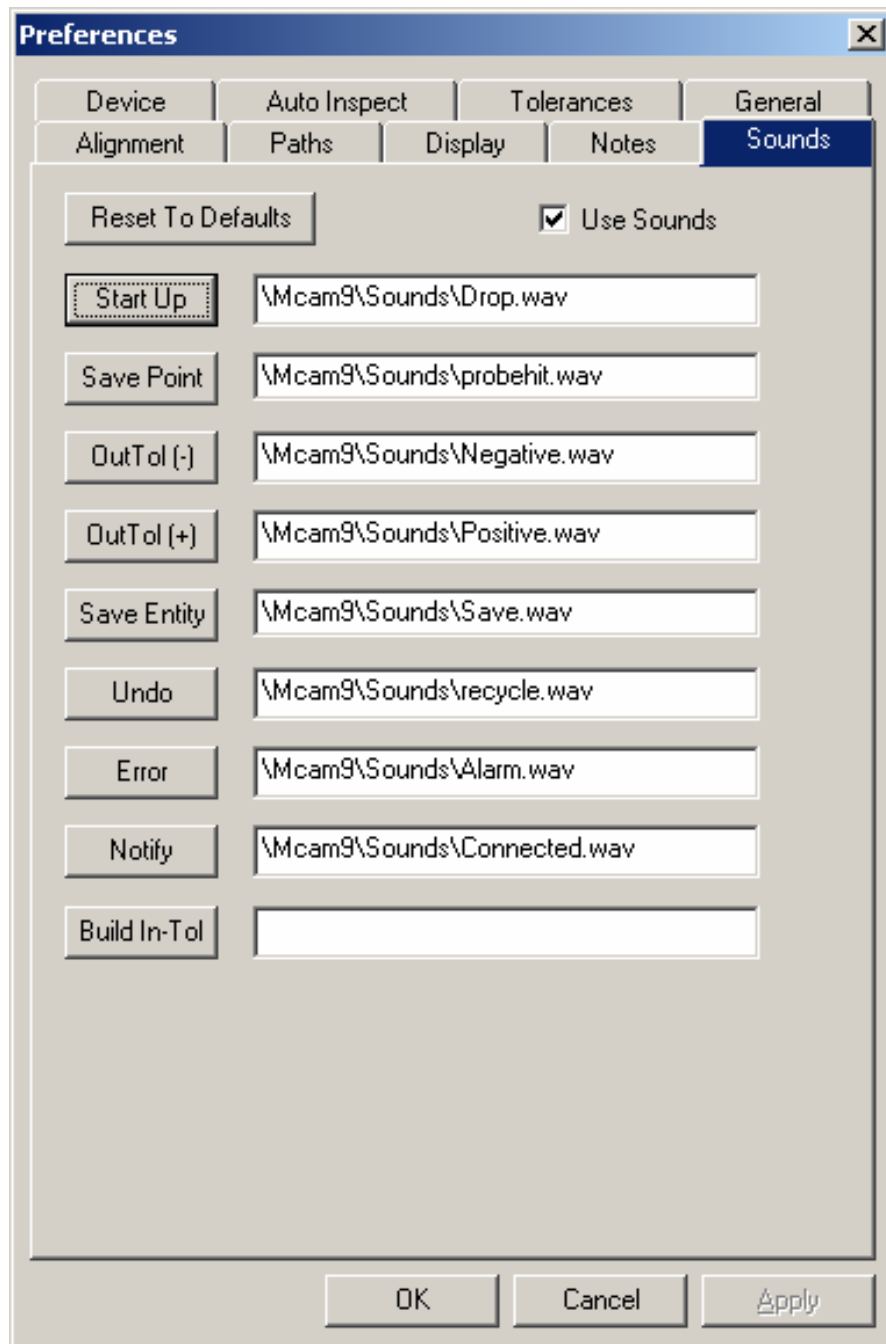 Preferences
Device Auto Inspect Tolerances General
Alignment Paths Display Notes Sounds
Reset To Defaults Use Sounds
Start Up \Mcam9\Sounds\Drop.wav
Save Point \Mcam9\Sounds\probehit.wav
OutTol (-) \Mcam9\Sounds\Negative.wav
OutTol (+) \Mcam9\Sounds\Positive.wav
Save Entity \Mcam9\Sounds\Save.wav
Undo \Mcam9\Sounds\recycle.wav
Error \Mcam9\Sounds\Alarm.wav
Notify \Mcam9\Sounds\Connected.wav
Build In-Tol
OK Cancel Apply